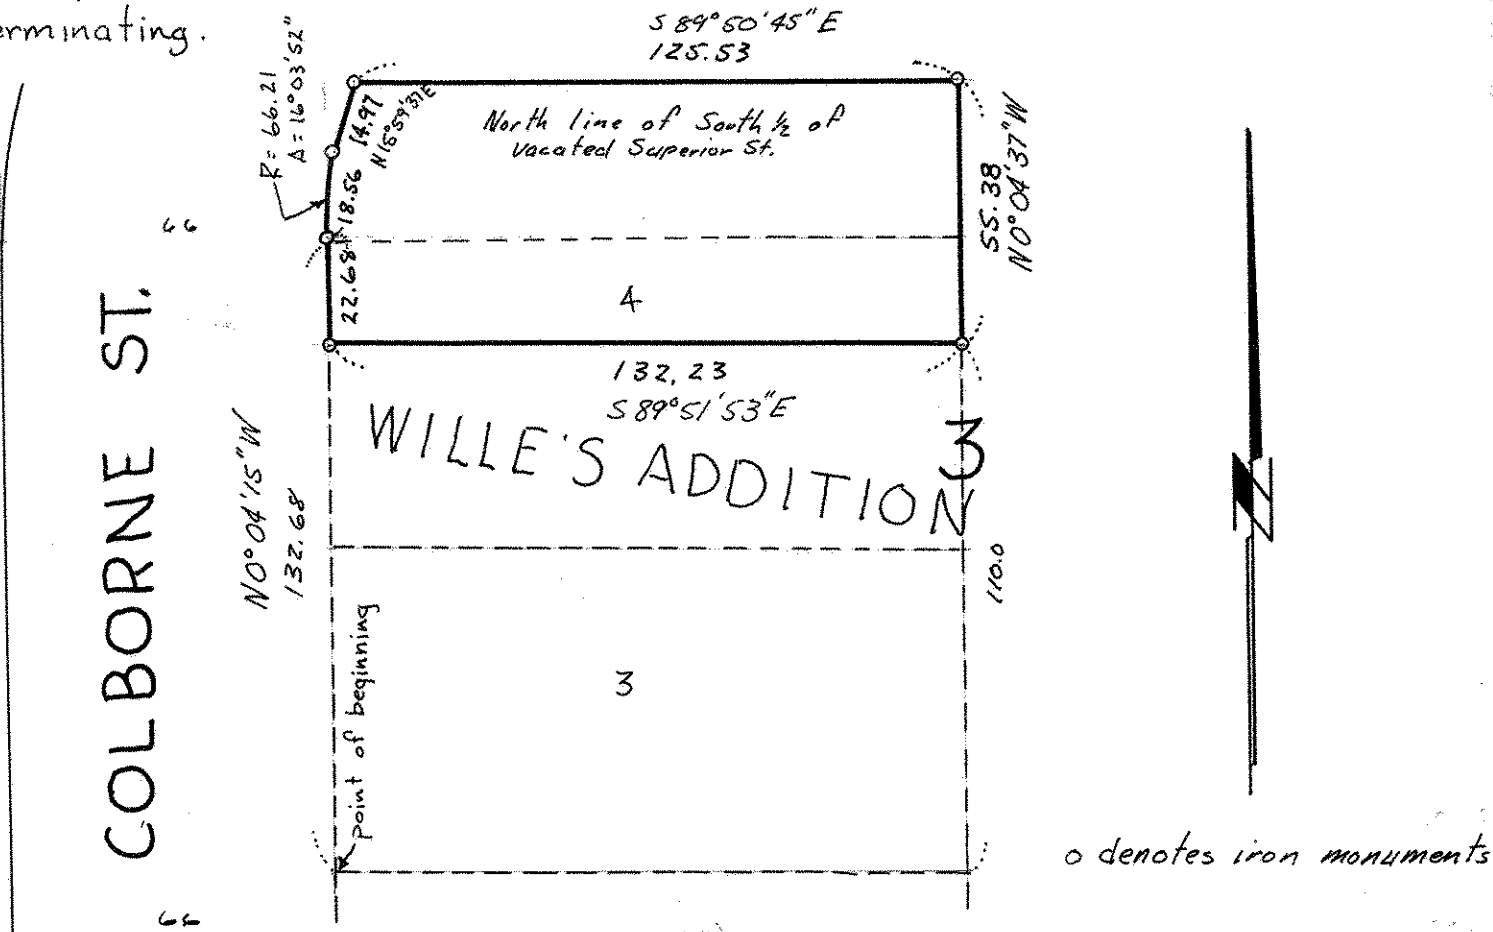 erminating.
S 89°50'45" E
125.53
R = 66.21
Δ = 16°03'52"
14.97
N15°59'37"E
North line of South ½ of
vacated Superior St.
N0°04'37"W
55.38
18.56
66
22.68
4
132.23
S 89°51'53"E
COLBORNE ST.
WILLE'S ADDITION
3
N0°04'15"W
132.68
110.0
point of beginning
3
o denotes iron monuments
66